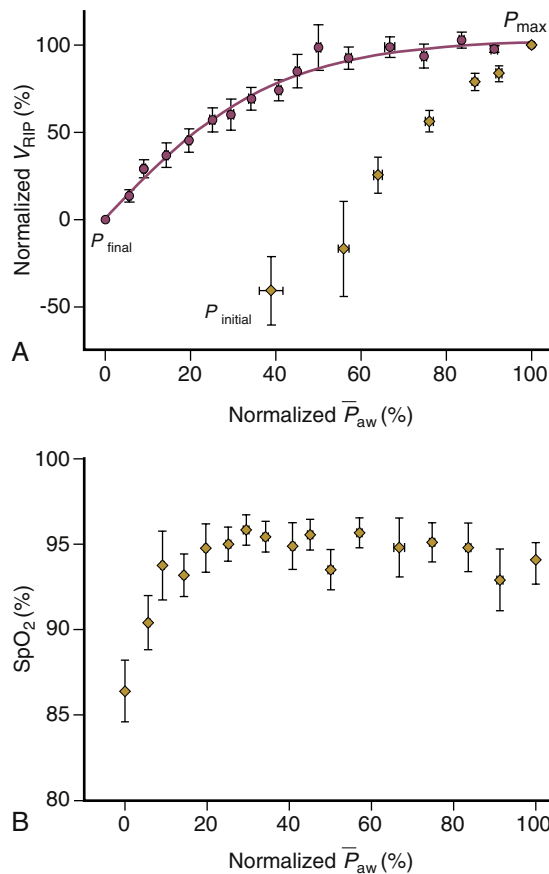 P max
100
50
0
-50
Normalized VRIP (%)
P final
P initial
A
0 20 40 60 80 100
Normalized P̅aw (%)
100
95
90
85
80
SpO₂ (%)
B
0 20 40 60 80 100
Normalized P̅aw (%)